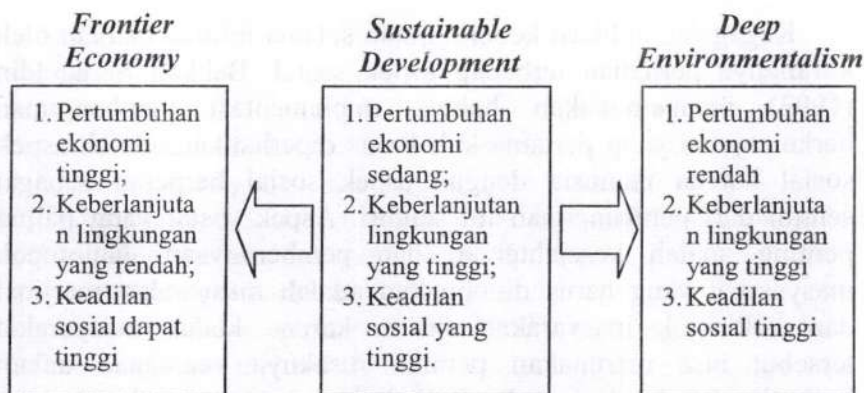 Frontier
Economy
1. Pertumbuhan
ekonomi
tinggi;
2. Keberlanjuta
n lingkungan
yang rendah;
3. Keadilan
sosial dapat
tinggi
Sustainable
Development
1. Pertumbuhan
ekonomi
sedang;
2. Keberlanjutan
lingkungan
yang tinggi;
3. Keadilan
sosial yang
tinggi.
Deep
Environmentalism
1. Pertumbuhan
ekonomi
rendah
2. Keberlanjuta
n lingkungan
yang tinggi
3. Keadilan
sosial tinggi